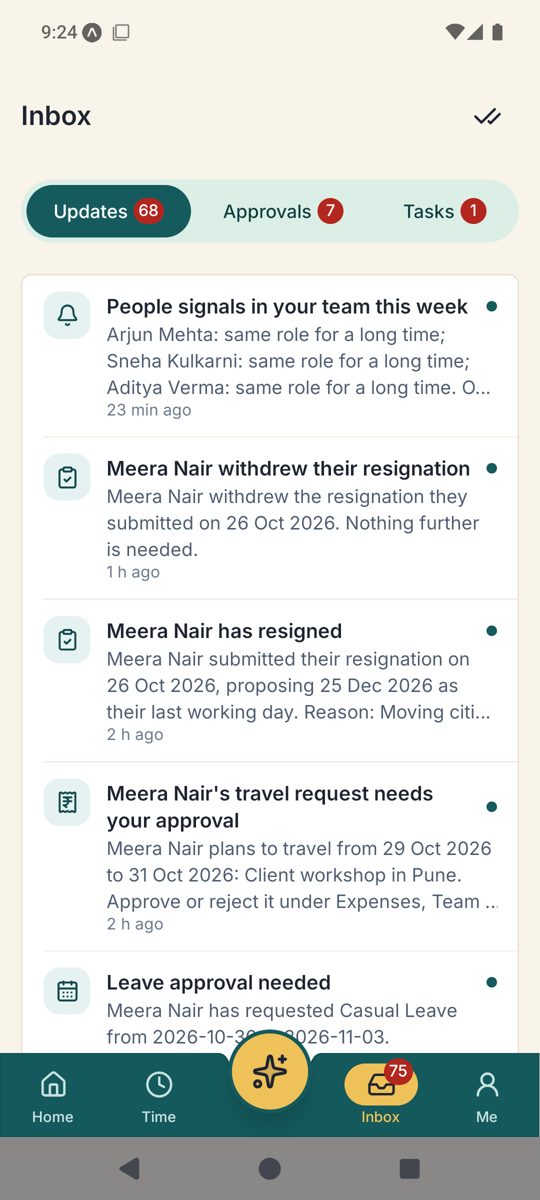 9:24
Inbox
Updates 68 Approvals 7 Tasks 1
People signals in your team this week
Arjun Mehta: same role for a long time;
Sneha Kulkarni: same role for a long time;
Aditya Verma: same role for a long time. O...
23 min ago
Meera Nair withdrew their resignation
Meera Nair withdrew the resignation they
submitted on 26 Oct 2026. Nothing further
is needed.
1 h ago
Meera Nair has resigned
Meera Nair submitted their resignation on
26 Oct 2026, proposing 25 Dec 2026 as
their last working day. Reason: Moving citi...
2 h ago
Meera Nair's travel request needs
your approval
Meera Nair plans to travel from 29 Oct 2026
to 31 Oct 2026: Client workshop in Pune.
Approve or reject it under Expenses, Team ...
2 h ago
Leave approval needed
Meera Nair has requested Casual Leave
from 2026-11-03.
75
Home Time Inbox Me